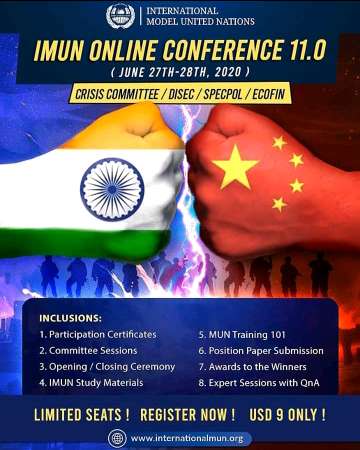 INTERNATIONAL
MODEL UNITED NATIONS
IMUN ONLINE CONFERENCE 11.0
( JUNE 27TH-28TH, 2020 )
CRISIS COMMITTEE / DISEC / SPECPOL / ECOFIN
INCLUSIONS:
1. Participation Certificates
2. Committee Sessions
3. Opening / Closing Ceremony
4. IMUN Study Materials
5. MUN Training 101
6. Position Paper Submission
7. Awards to the Winners
8. Expert Sessions with QnA
LIMITED SEATS ! REGISTER NOW ! USD 9 ONLY !
www.internationalmun.org